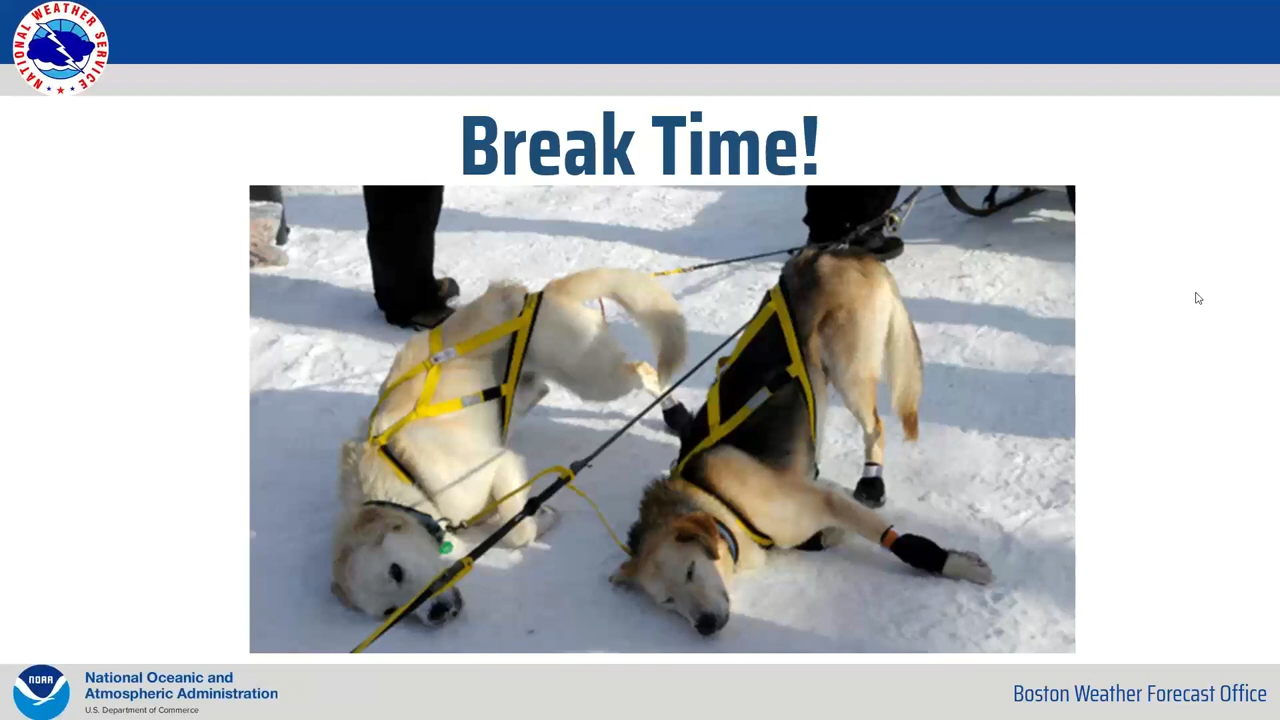 NATIONAL WEATHER SERVICE
Break Time!
NOAA
National Oceanic and
Atmospheric Administration
U.S. Department of Commerce
Boston Weather Forecast Office